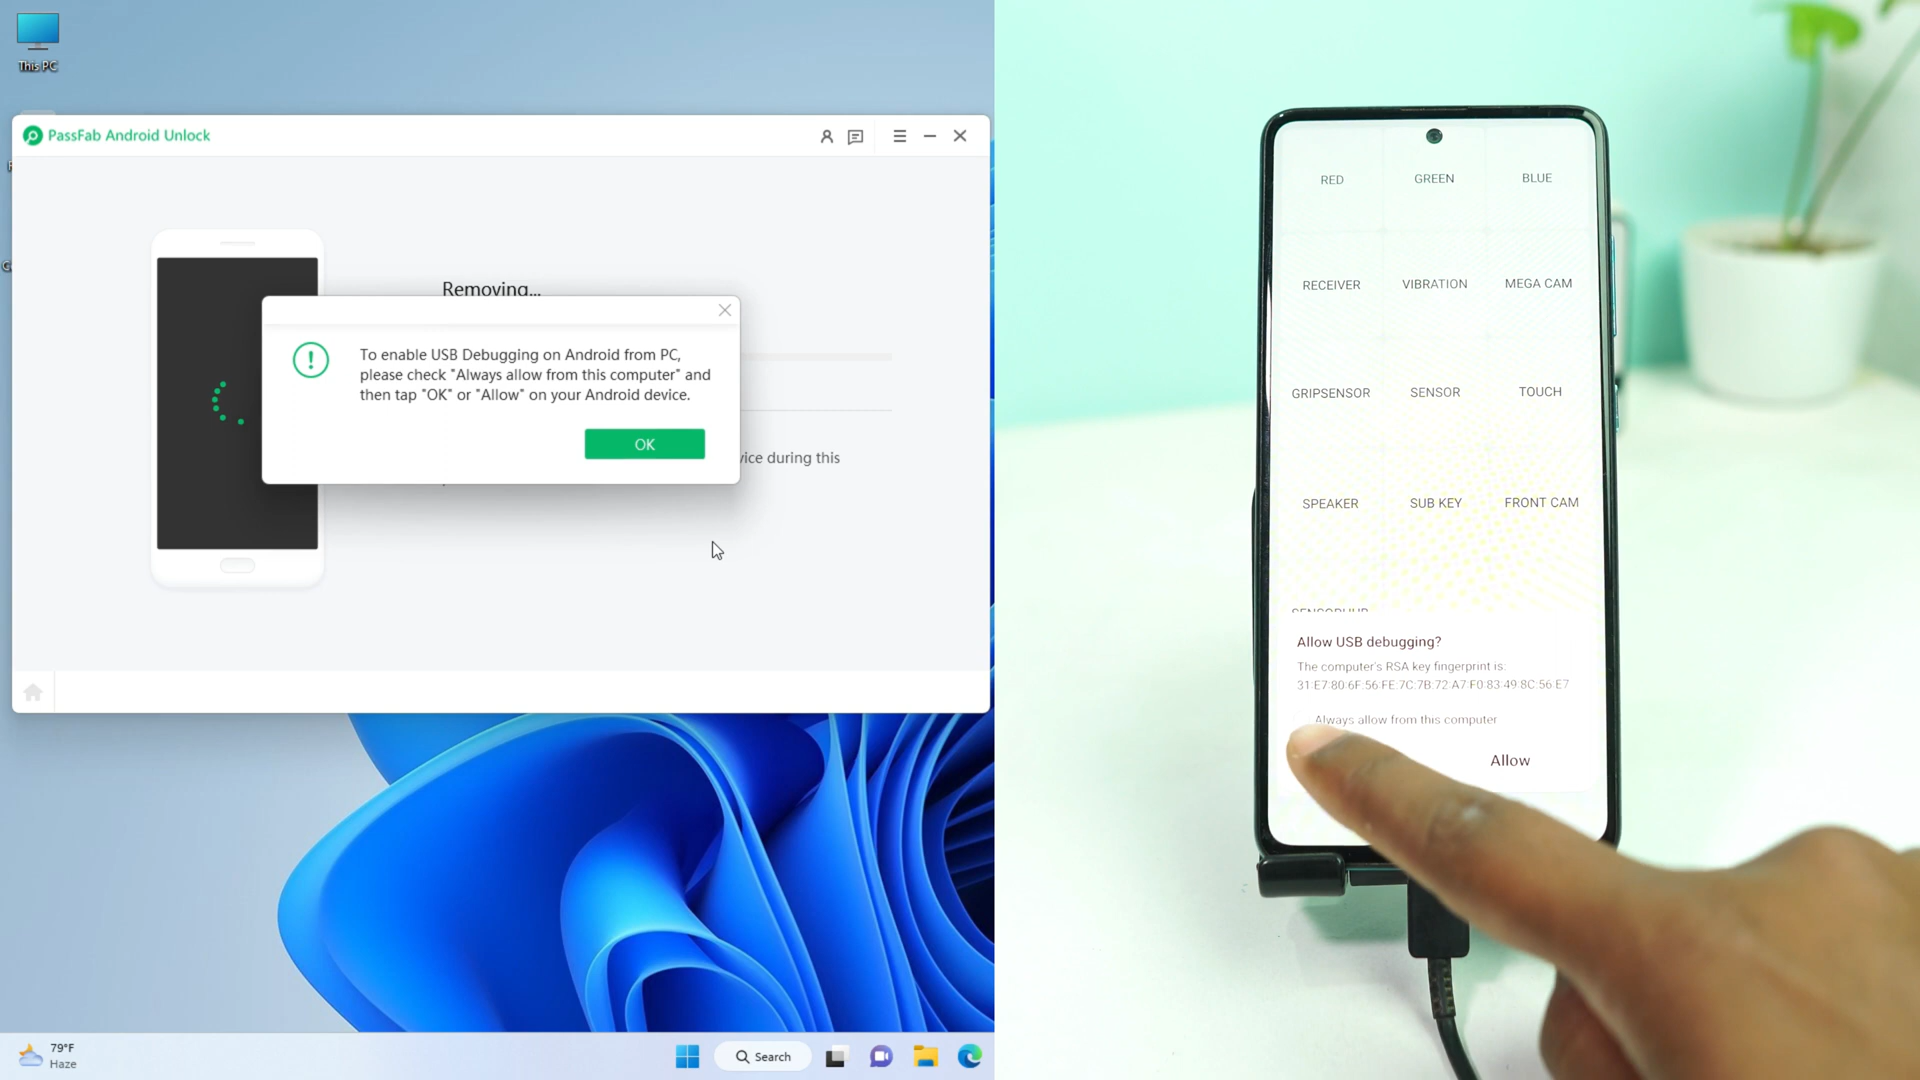 This PC
PassFab Android Unlock
Removing...
To enable USB Debugging on Android from PC,
please check "Always allow from this computer" and
then tap "OK" or "Allow" on your Android device.
OK
vice during this
79°F
Haze
Search
RED GREEN BLUE
RECEIVER VIBRATION MEGA CAM
GRIPSENSOR SENSOR TOUCH
SPEAKER SUB KEY FRONT CAM
SENSORHUB
Allow USB debugging?
The computer's RSA key fingerprint is:
31:E7:80:6F:56:FE:7C:7B:72:A7:F0:83:49:8C:56:E7
Always allow from this computer
Allow